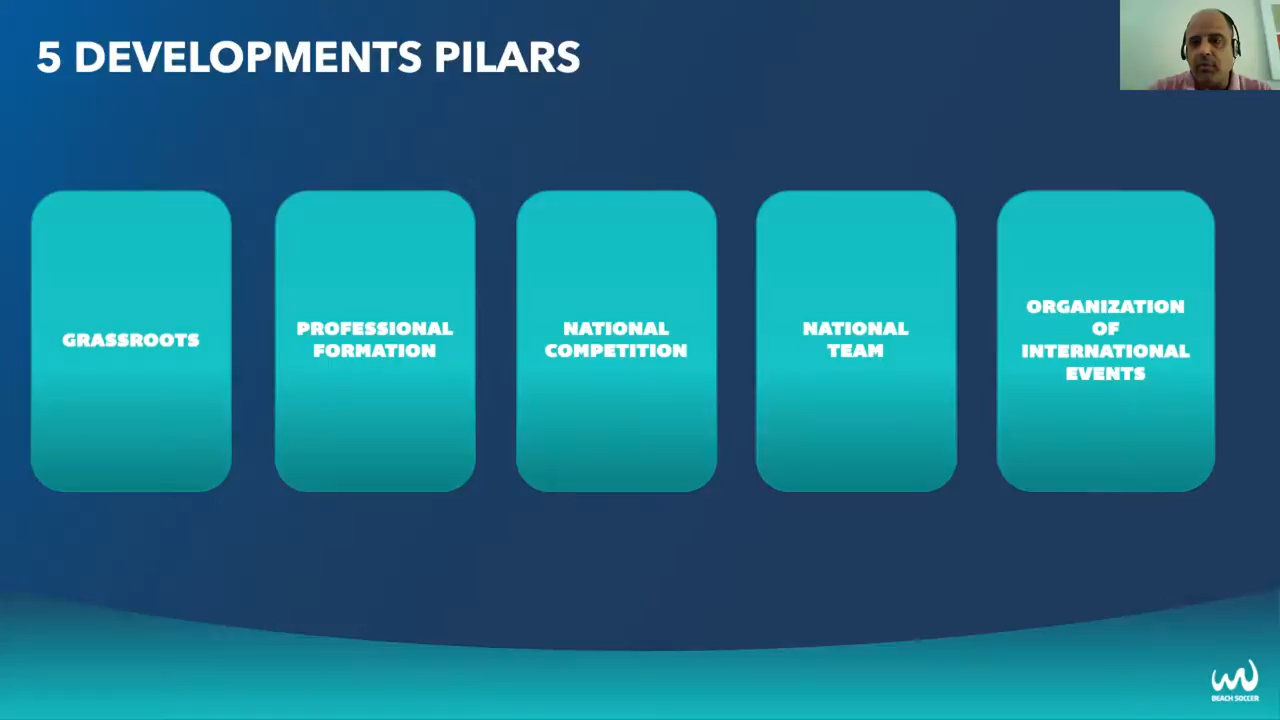 5 DEVELOPMENTS PILARS
GRASSROOTS
PROFESSIONAL
FORMATION
NATIONAL
COMPETITION
NATIONAL
TEAM
ORGANIZATION
OF
INTERNATIONAL
EVENTS
BEACH SOCCER